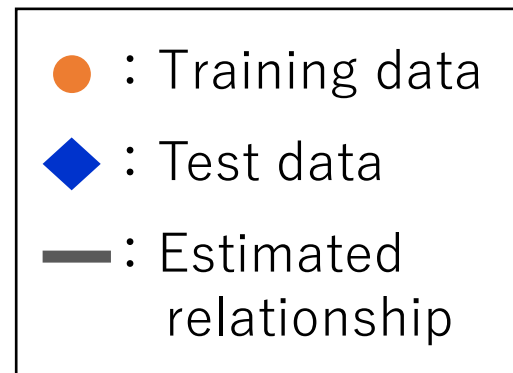 : Training data
: Test data
: Estimated
relationship